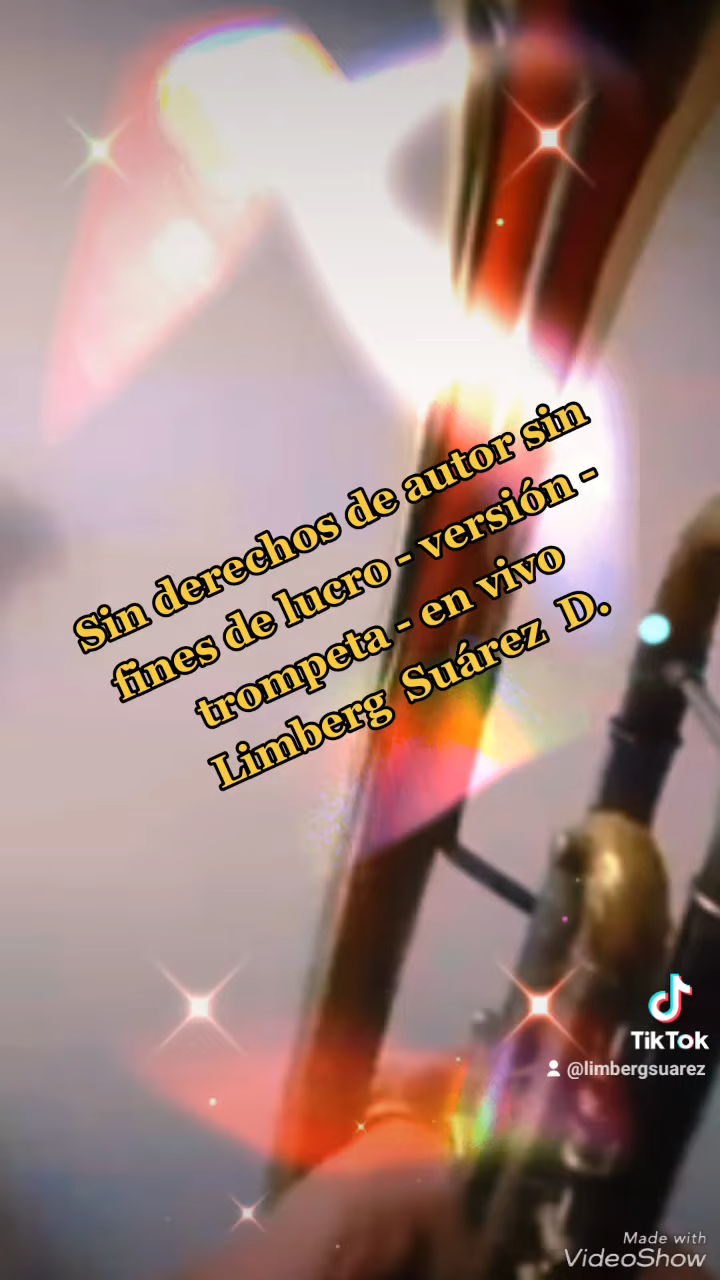 Sin derechos de autor sin
fines de lucro - versión -
trompeta - en vivo
Limberg Suárez D.
TikTok
@limbergsuarez
Made with
VideoShow